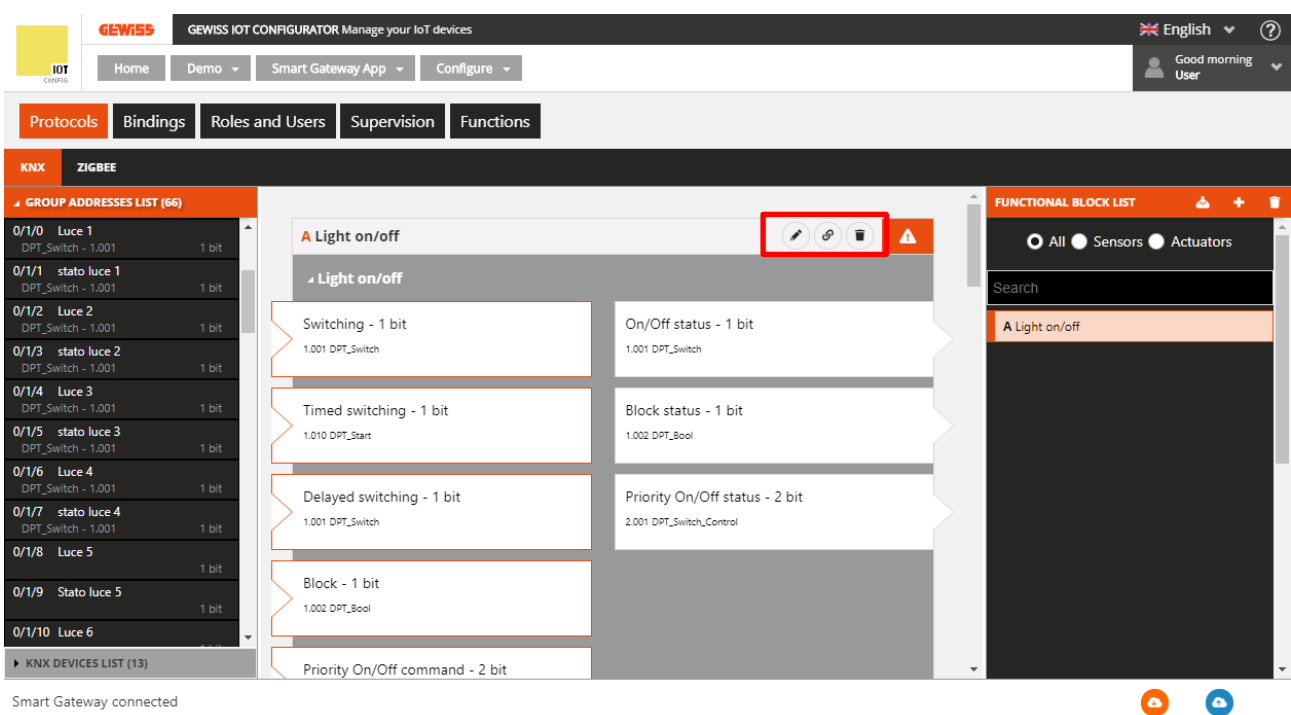 GEWISS
GEWISS IOT CONFIGURATOR Manage your IoT devices
English
?
IOT
CONFIG
Home
Demo
Smart Gateway App
Configure
Good morning
User
Protocols
Bindings
Roles and Users
Supervision
Functions
KNX
ZIGBEE
GROUP ADDRESSES LIST (66)
0/1/0 Luce 1
DPT_Switch - 1.001 1 bit
0/1/1 stato luce 1
DPT_Switch - 1.001 1 bit
0/1/2 Luce 2
DPT_Switch - 1.001 1 bit
0/1/3 stato luce 2
DPT_Switch - 1.001 1 bit
0/1/4 Luce 3
DPT_Switch - 1.001 1 bit
0/1/5 stato luce 3
DPT_Switch - 1.001 1 bit
0/1/6 Luce 4
DPT_Switch - 1.001 1 bit
0/1/7 stato luce 4
DPT_Switch - 1.001 1 bit
0/1/8 Luce 5
1 bit
0/1/9 Stato luce 5
1 bit
0/1/10 Luce 6
KNX DEVICES LIST (13)
A Light on/off
Light on/off
Switching - 1 bit
1.001 DPT_Switch
On/Off status - 1 bit
1.001 DPT_Switch
Timed switching - 1 bit
1.010 DPT_Start
Block status - 1 bit
1.002 DPT_Bool
Delayed switching - 1 bit
1.001 DPT_Switch
Priority On/Off status - 2 bit
2.001 DPT_Switch_Control
Block - 1 bit
1.002 DPT_Bool
Priority On/Off command - 2 bit
FUNCTIONAL BLOCK LIST
All Sensors Actuators
Search
A Light on/off
Smart Gateway connected